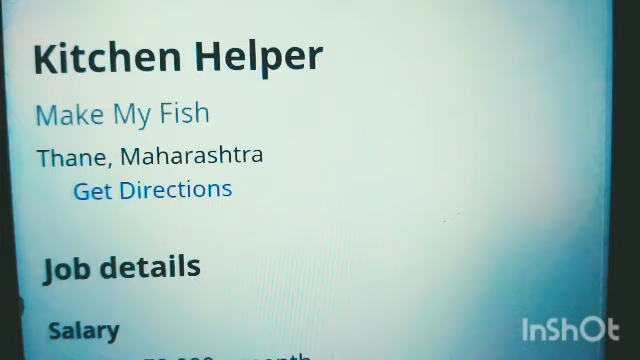 Kitchen Helper
Make My Fish
Thane, Maharashtra
Get Directions
Job details
Salary
InShOt